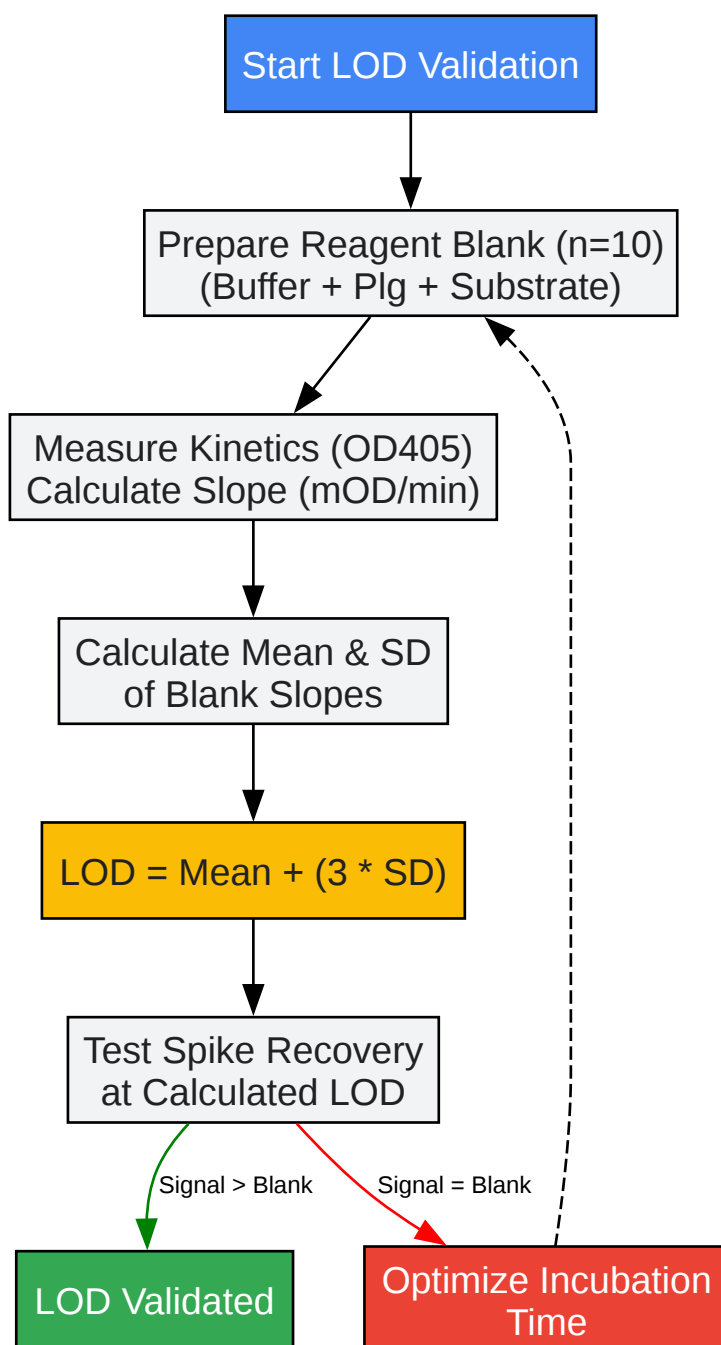 Start LOD Validation
Prepare Reagent Blank (n=10)
(Buffer + Plg + Substrate)
Measure Kinetics (OD405)
Calculate Slope (mOD/min)
Calculate Mean & SD
of Blank Slopes
LOD = Mean + (3 * SD)
Test Spike Recovery
at Calculated LOD
Signal > Blank
Signal = Blank
LOD Validated
Optimize Incubation
Time